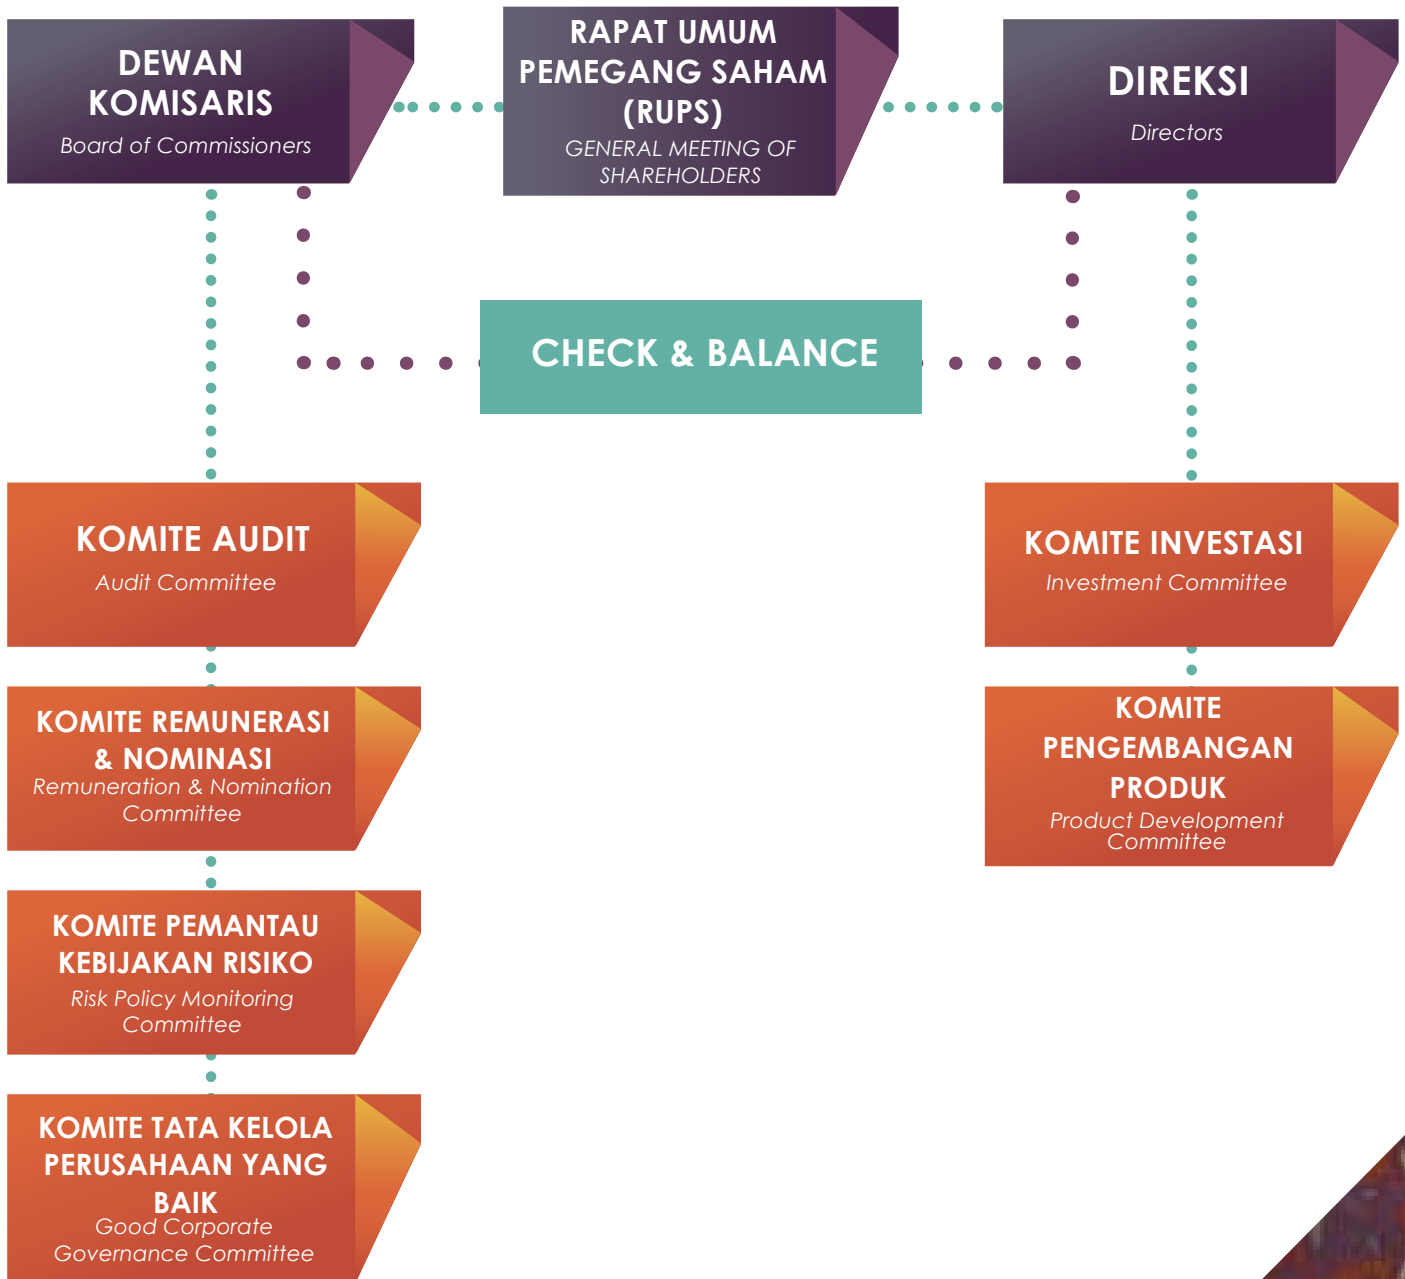 DEWAN
KOMISARIS
Board of Commissioners
RAPAT UMUM
PEMEGANG SAHAM
(RUPS)
GENERAL MEETING OF
SHAREHOLDERS
DIREKSI
Directors
CHECK & BALANCE
KOMITE AUDIT
Audit Committee
KOMITE REMUNERASI
& NOMINASI
Remuneration & Nomination
Committee
KOMITE PEMANTAU
KEBIJAKAN RISIKO
Risk Policy Monitoring
Committee
KOMITE TATA KELOLA
PERUSAHAAN YANG
BAIK
Good Corporate
Governance Committee
KOMITE INVESTASI
Investment Committee
KOMITE
PENGEMBANGAN
PRODUK
Product Development
Committee